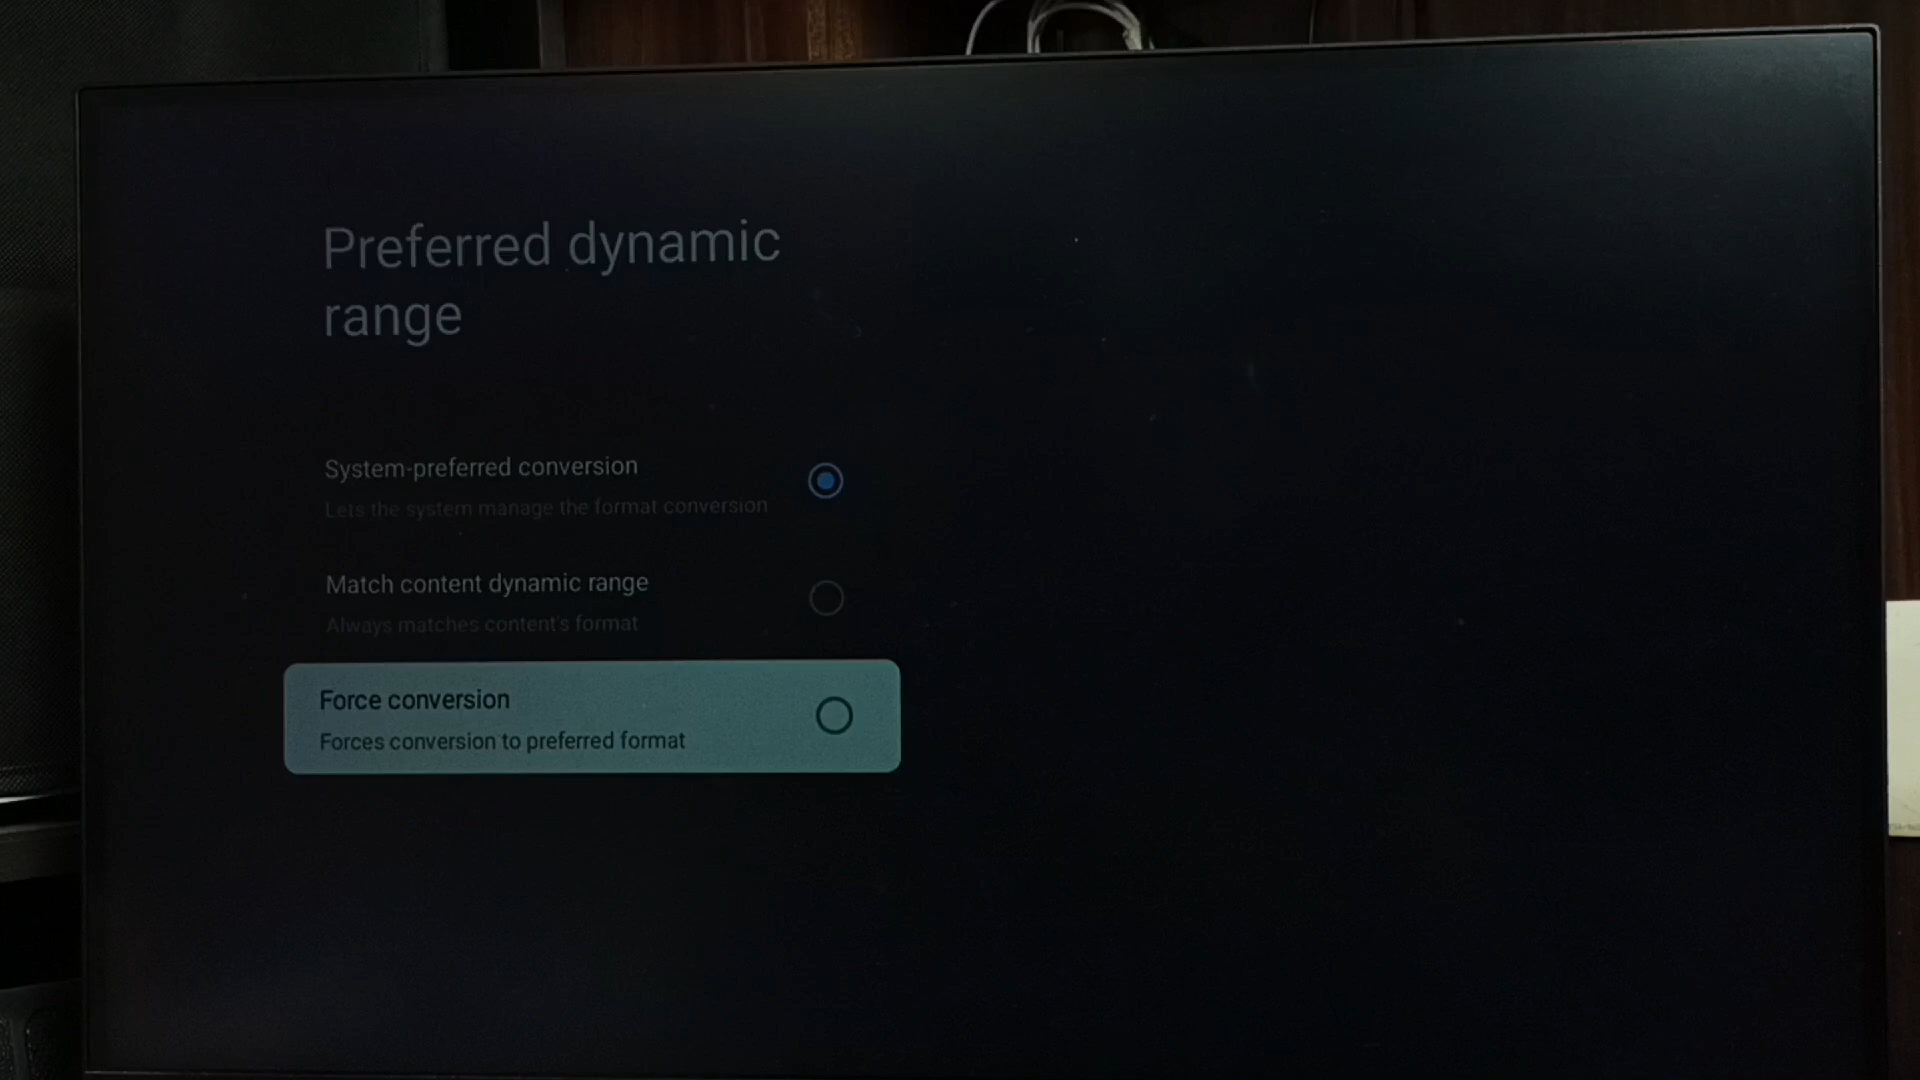 Preferred dynamic
range
System-preferred conversion
Lets the system manage the format conversion
Match content dynamic range
Always matches content's format
Force conversion
Forces conversion to preferred format